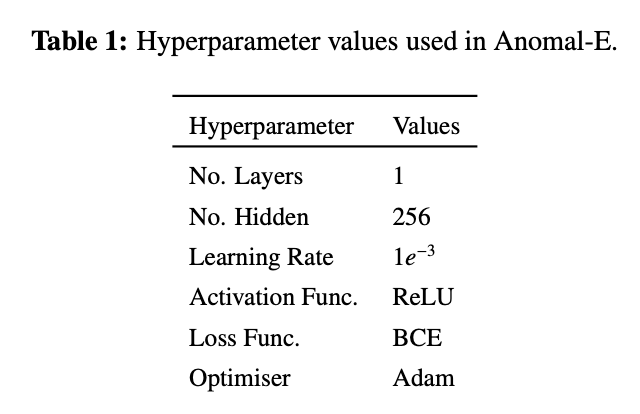 Table 1: Hyperparameter values used in Anomal-E.
Hyperparameter Values
No. Layers 1
No. Hidden 256
Learning Rate 1e⁻³
Activation Func. ReLU
Loss Func. BCE
Optimiser Adam